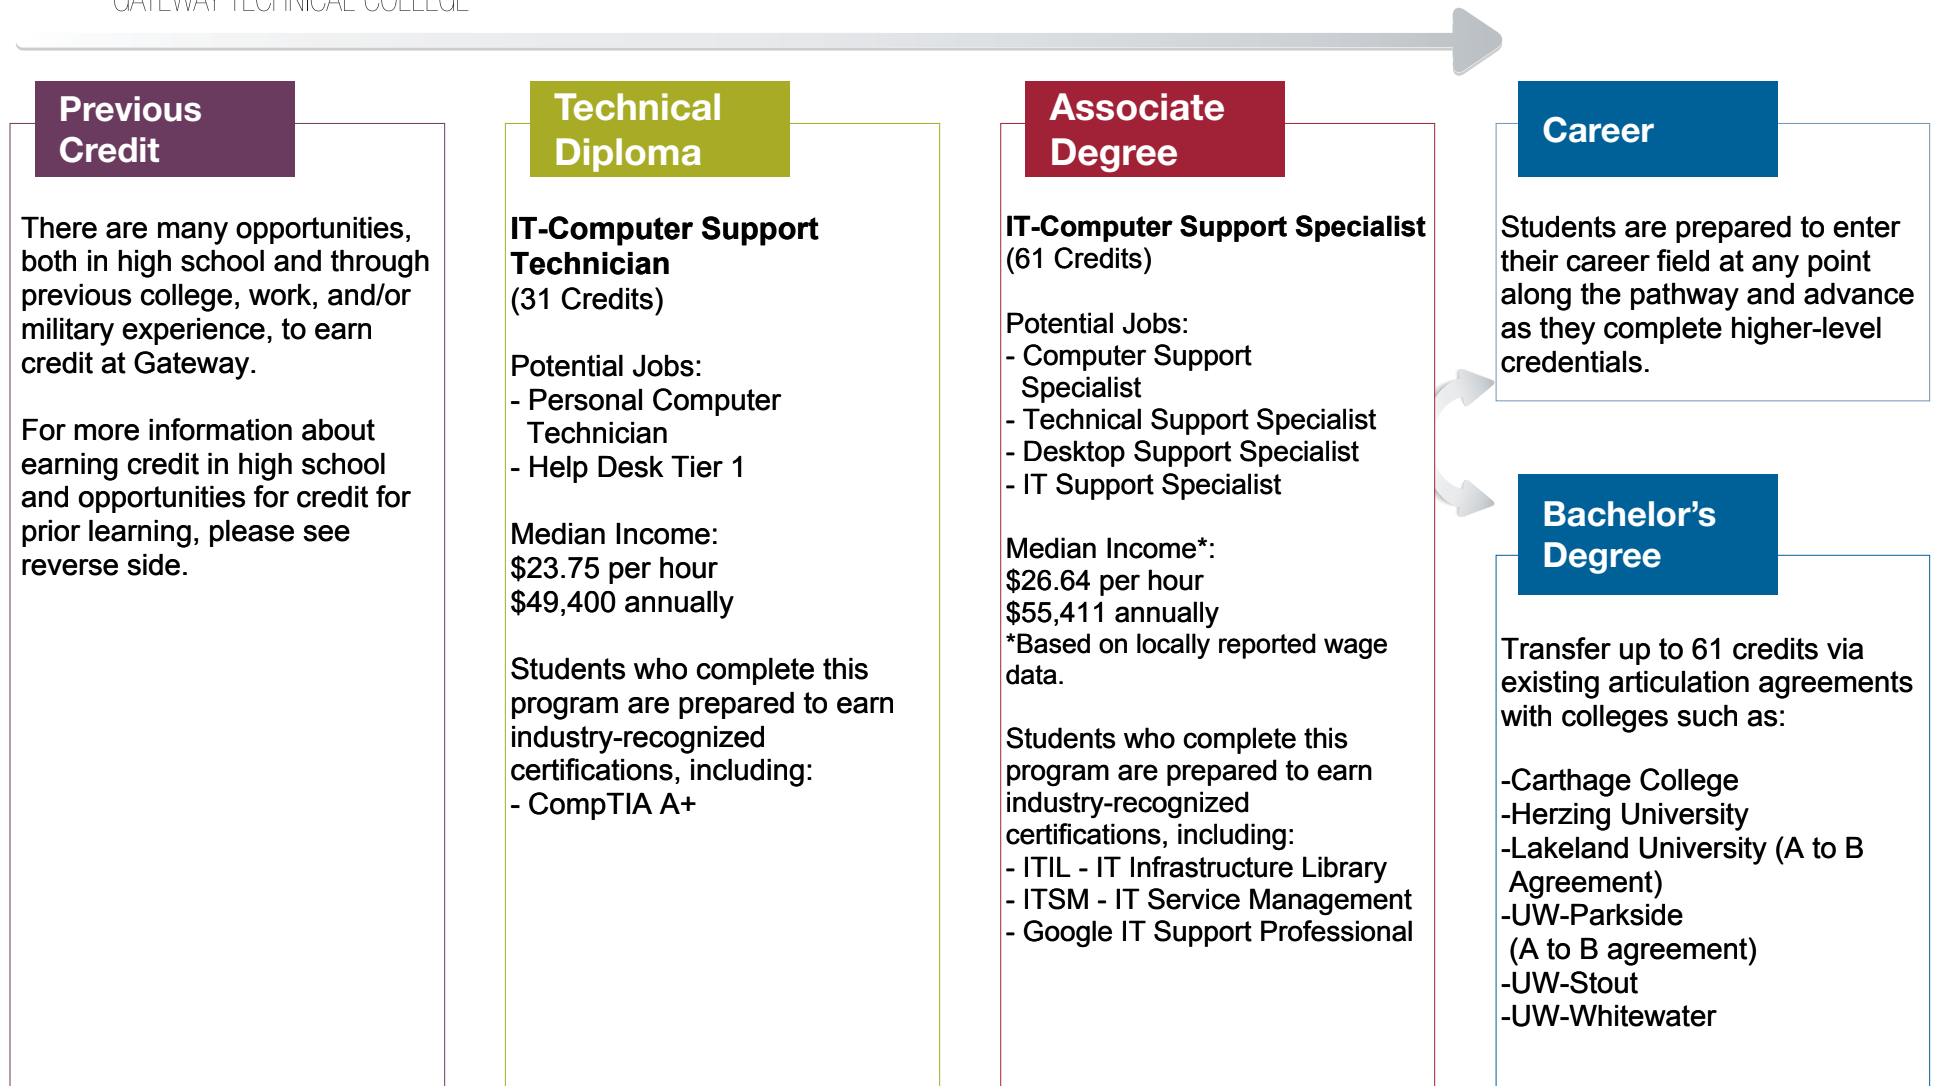 GATEWAY TECHNICAL COLLEGE
Previous
Credit
There are many opportunities,
both in high school and through
previous college, work, and/or
military experience, to earn
credit at Gateway.
For more information about
earning credit in high school
and opportunities for credit for
prior learning, please see
reverse side.
Technical
Diploma
IT-Computer Support
Technician
(31 Credits)
Potential Jobs:
- Personal Computer
Technician
- Help Desk Tier 1
Median Income:
$23.75 per hour
$49,400 annually
Students who complete this
program are prepared to earn
industry-recognized
certifications, including:
- CompTIA A+
Associate
Degree
IT-Computer Support Specialist
(61 Credits)
Potential Jobs:
- Computer Support
Specialist
- Technical Support Specialist
- Desktop Support Specialist
- IT Support Specialist
Median Income*:
$26.64 per hour
$55,411 annually
*Based on locally reported wage
data.
Students who complete this
program are prepared to earn
industry-recognized
certifications, including:
- ITIL - IT Infrastructure Library
- ITSM - IT Service Management
- Google IT Support Professional
Career
Students are prepared to enter
their career field at any point
along the pathway and advance
as they complete higher-level
credentials.
Bachelor’s
Degree
Transfer up to 61 credits via
existing articulation agreements
with colleges such as:
-Carthage College
-Herzing University
-Lakeland University (A to B
Agreement)
-UW-Parkside
(A to B agreement)
-UW-Stout
-UW-Whitewater